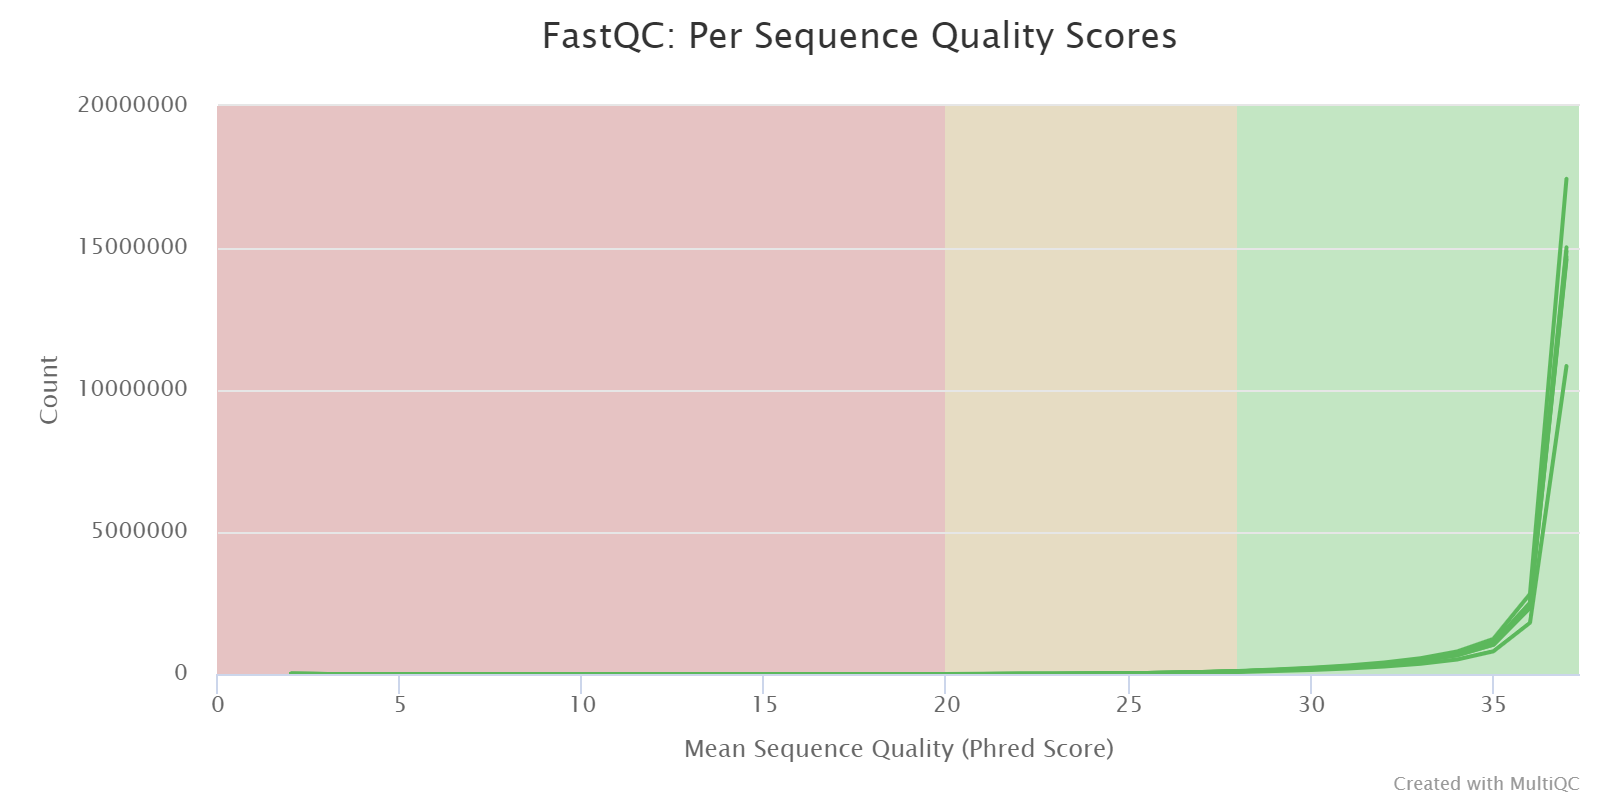 FastQC: Per Sequence Quality Scores
20000000
15000000
10000000
5000000
0
Count
0 5 10 15 20 25 30 35
Mean Sequence Quality (Phred Score)
Created with MultiQC